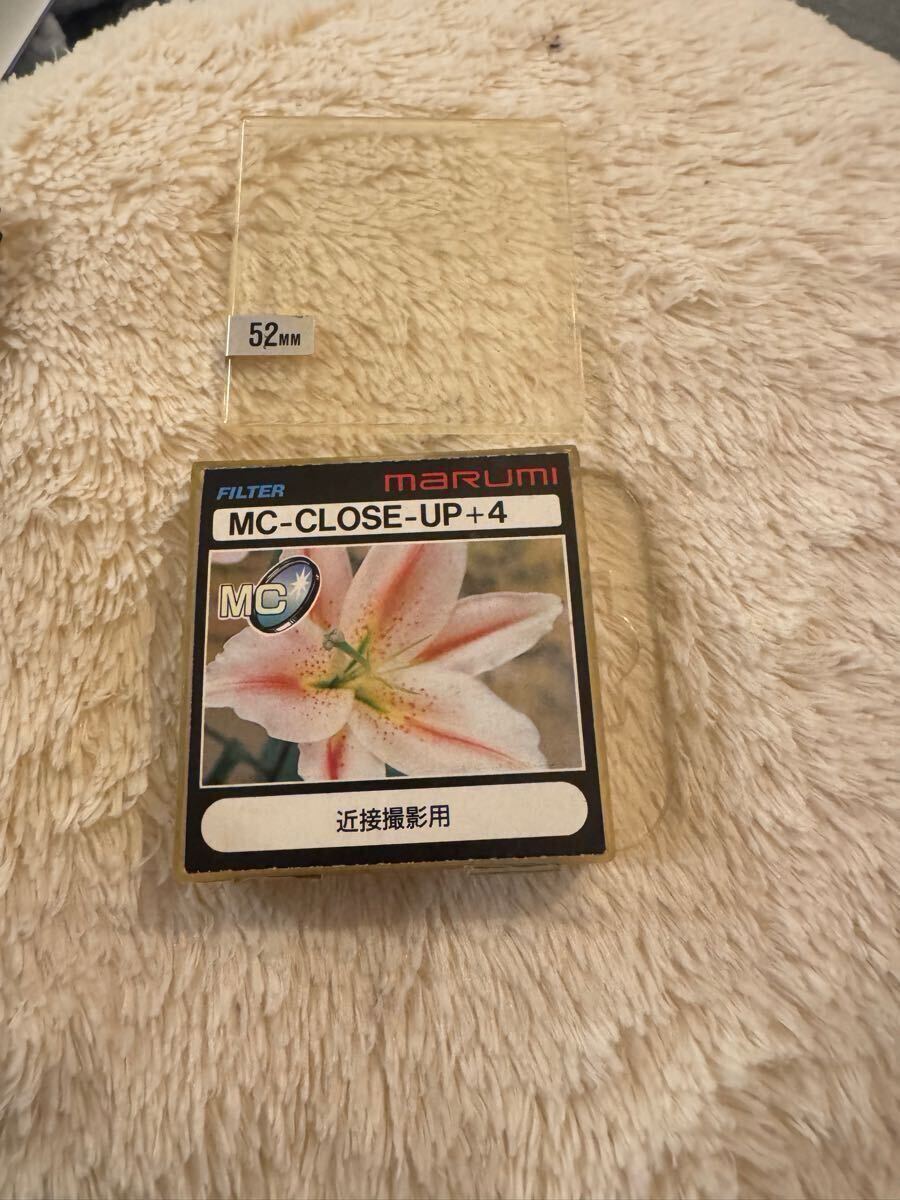 52MM
FILTER marumi
MC-CLOSE-UP+4
MC
近接撮影用